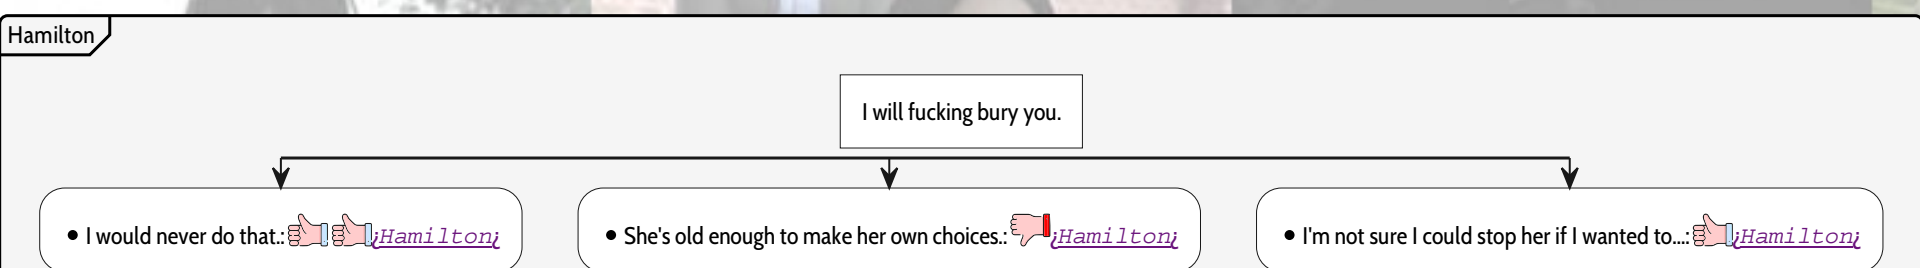 Hamilton
I will fucking bury you.
• I would never do that.: ¡Hamilton¡
• She's old enough to make her own choices.: ¡Hamilton¡
• I'm not sure I could stop her if I wanted to...: ¡Hamilton¡